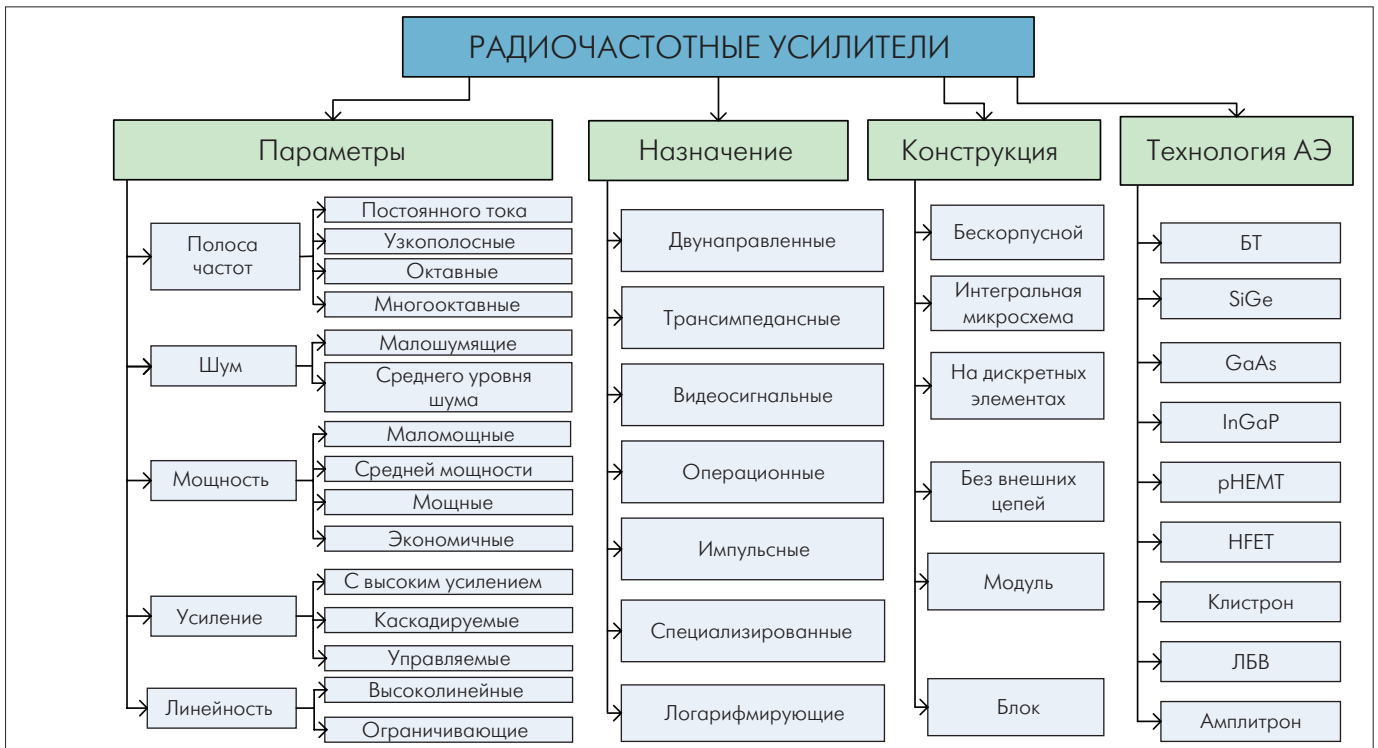 РАДИОЧАСТОТНЫЕ УСИЛИТЕЛИ
Параметры
Полоса
частот
Постоянного тока
Узкополосные
Октавные
Многооктавные
Шум
Малошумящие
Среднего уровня
шума
Мощность
Маломощные
Средней мощности
Мощные
Экономичные
Усиление
С высоким усилением
Каскадируемые
Управляемые
Линейность
Высоколинейные
Ограничивающие
Назначение
Двунаправленные
Трансимпедансные
Видеосигнальные
Операционные
Импульсные
Специализированные
Логарифмирующие
Конструкция
Бескорпусной
Интегральная
микросхема
На дискретных
элементах
Без внешних
цепей
Модуль
Блок
Технология АЭ
БТ
SiGe
GaAs
InGaP
pHEMT
HFET
Клистрон
ЛБВ
Амплитрон